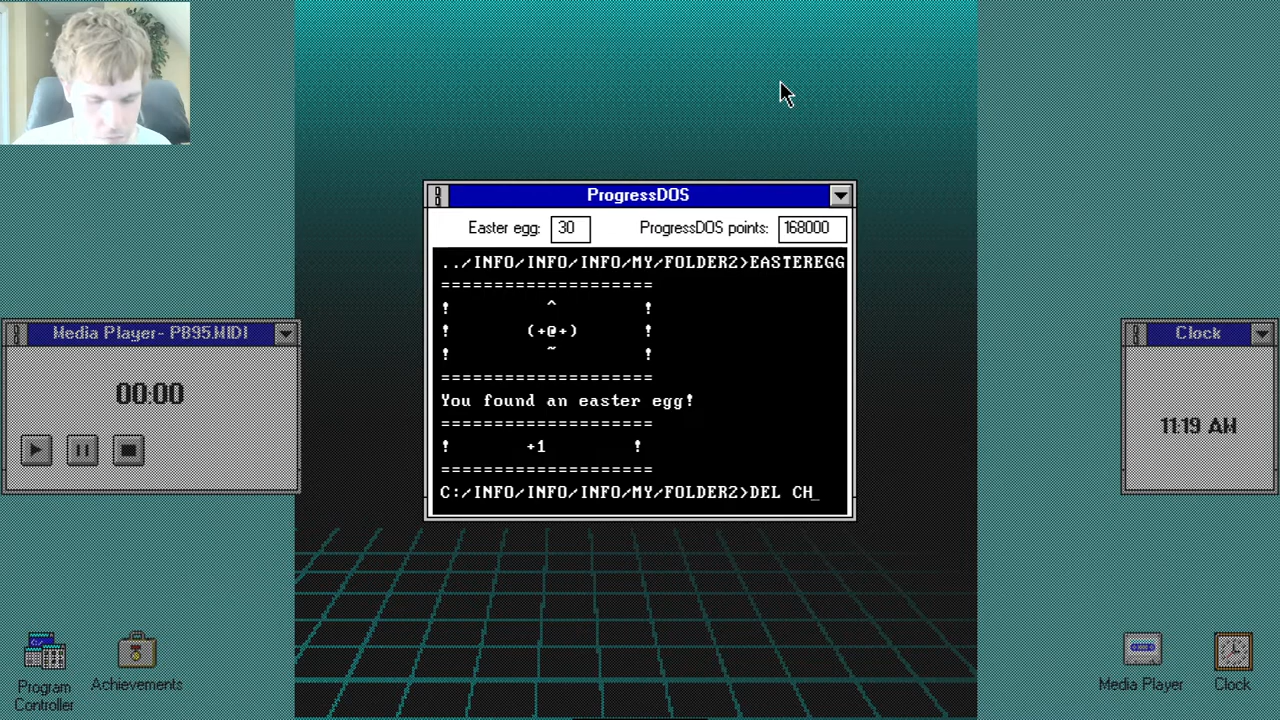 ProgressDOS
Easter egg: 30 ProgressDOS points: 168000
../INFO/INFO/INFO/MY/FOLDER2>EASTEREGG
====================
! ^ !
! (+@+) !
! ~ !
====================
You found an easter egg!
====================
! +1 !
====================
C:/INFO/INFO/INFO/MY/FOLDER2>DEL CH_
Media Player- PB95.MIDI
00:00
Clock
11:19 AM
Program
Controller
Achievements
Media Player
Clock